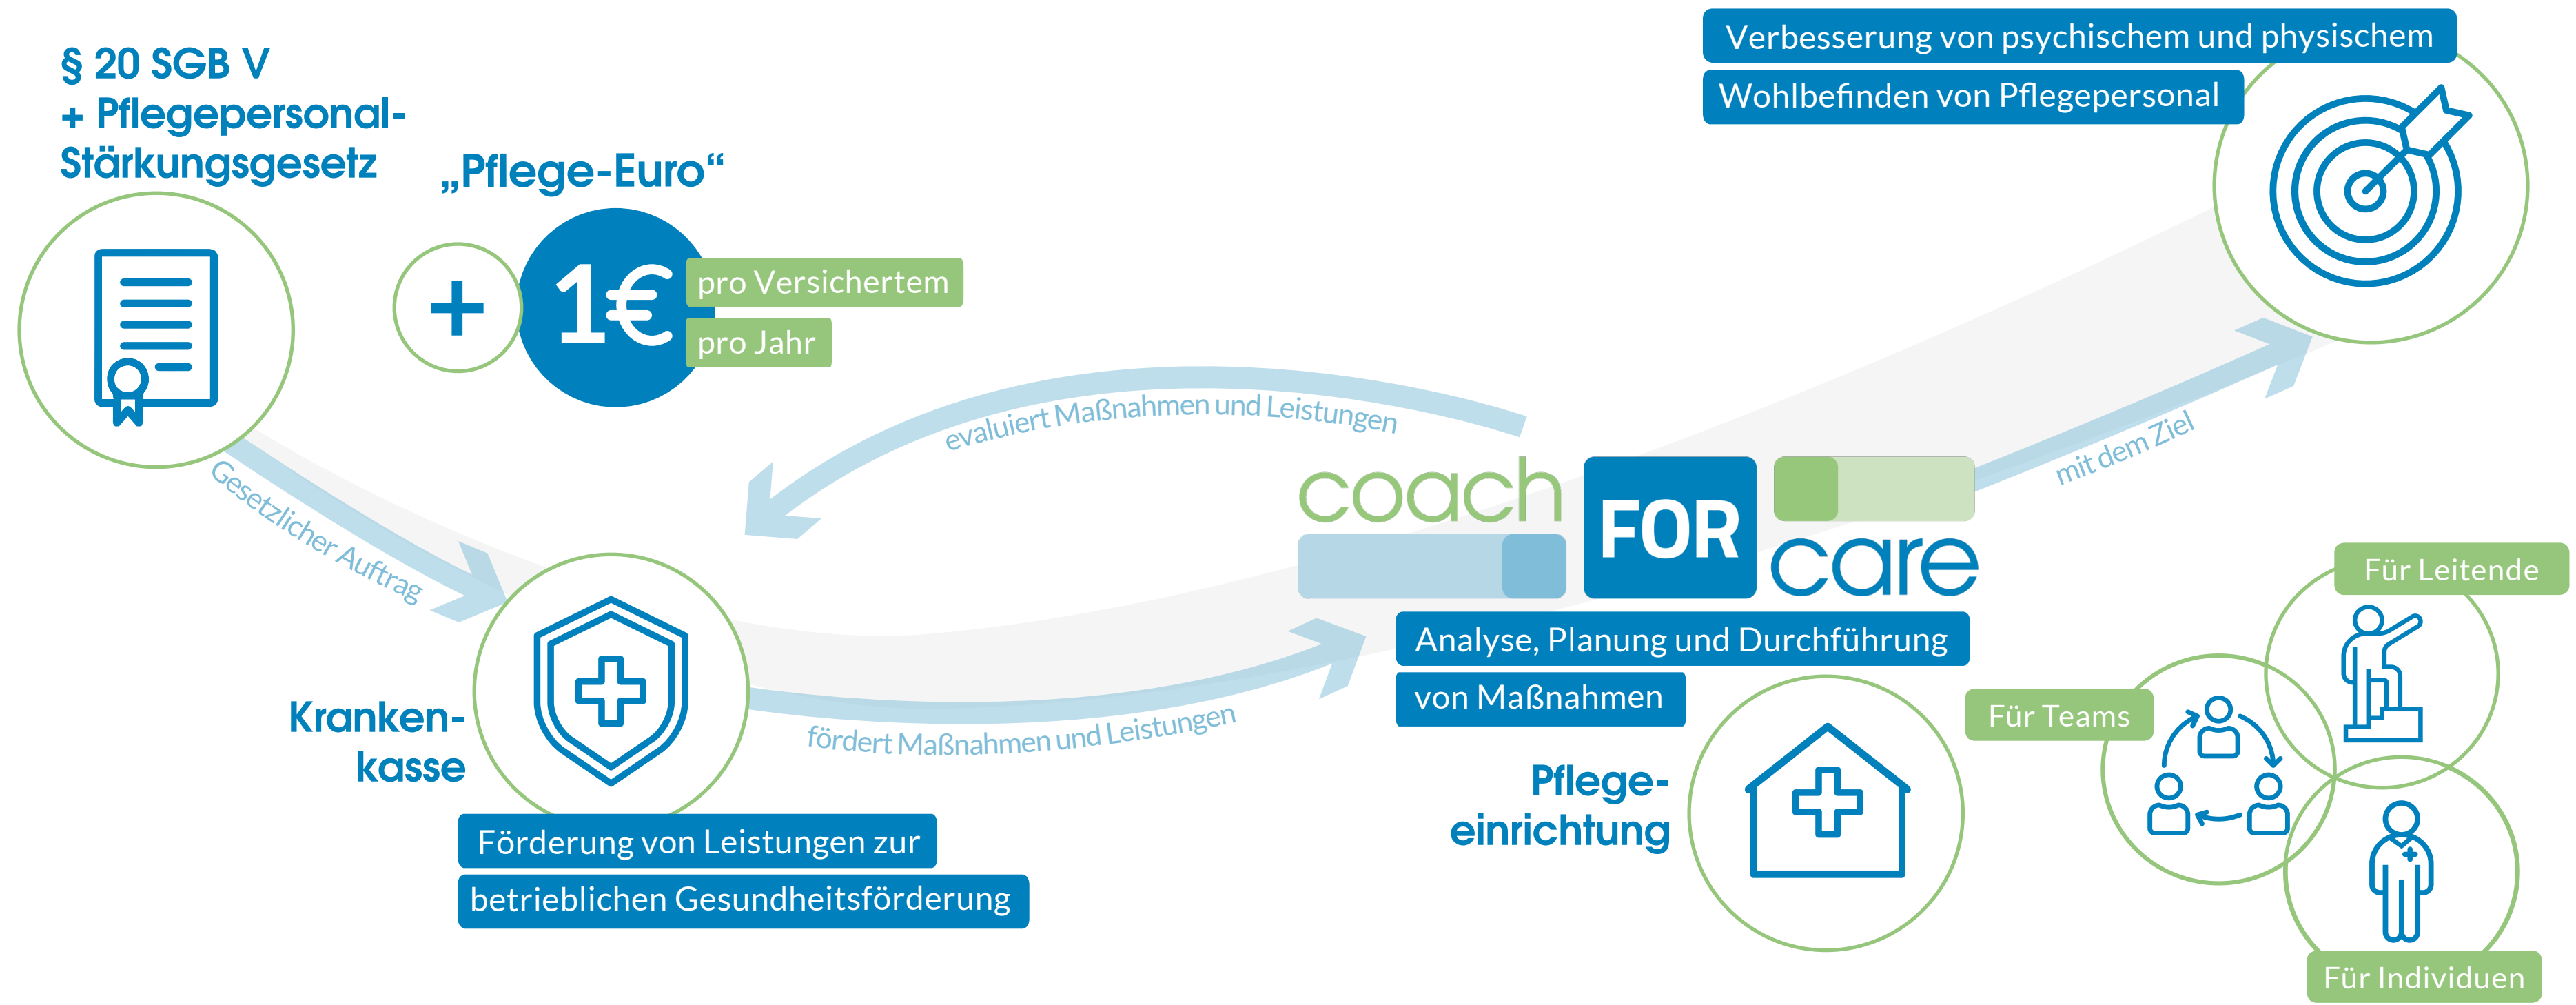 § 20 SGB V
+ Pflegepersonal-
Stärkungsgesetz
„Pflege-Euro“
+
1€
pro Versichertem
pro Jahr
Gesetzlicher Auftrag
Kranken-
kasse
Förderung von Leistungen zur
betrieblichen Gesundheitsförderung
evaluiert Maßnahmen und Leistungen
fördert Maßnahmen und Leistungen
coach
FOR
care
Analyse, Planung und Durchführung
von Maßnahmen
Pflege-
einrichtung
mit dem Ziel
Verbesserung von psychischem und physischem
Wohlbefinden von Pflegepersonal
Für Leitende
Für Teams
Für Individuen